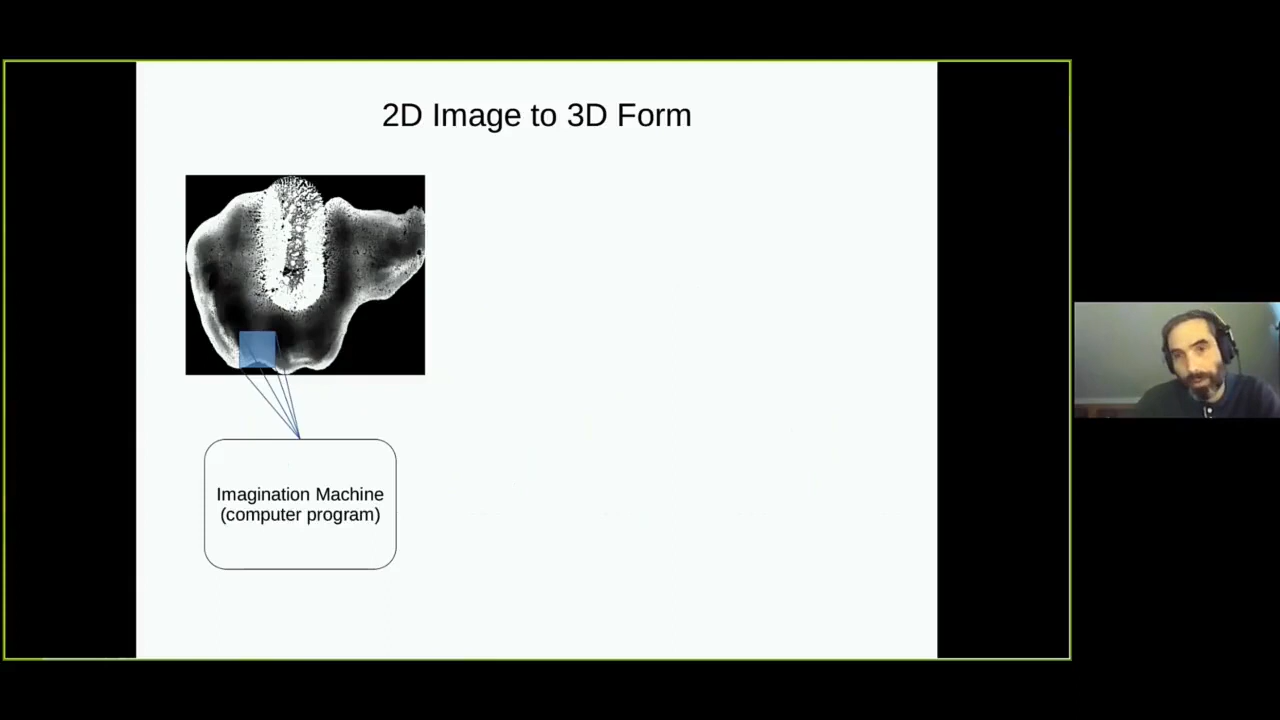 2D Image to 3D Form
Imagination Machine
(computer program)